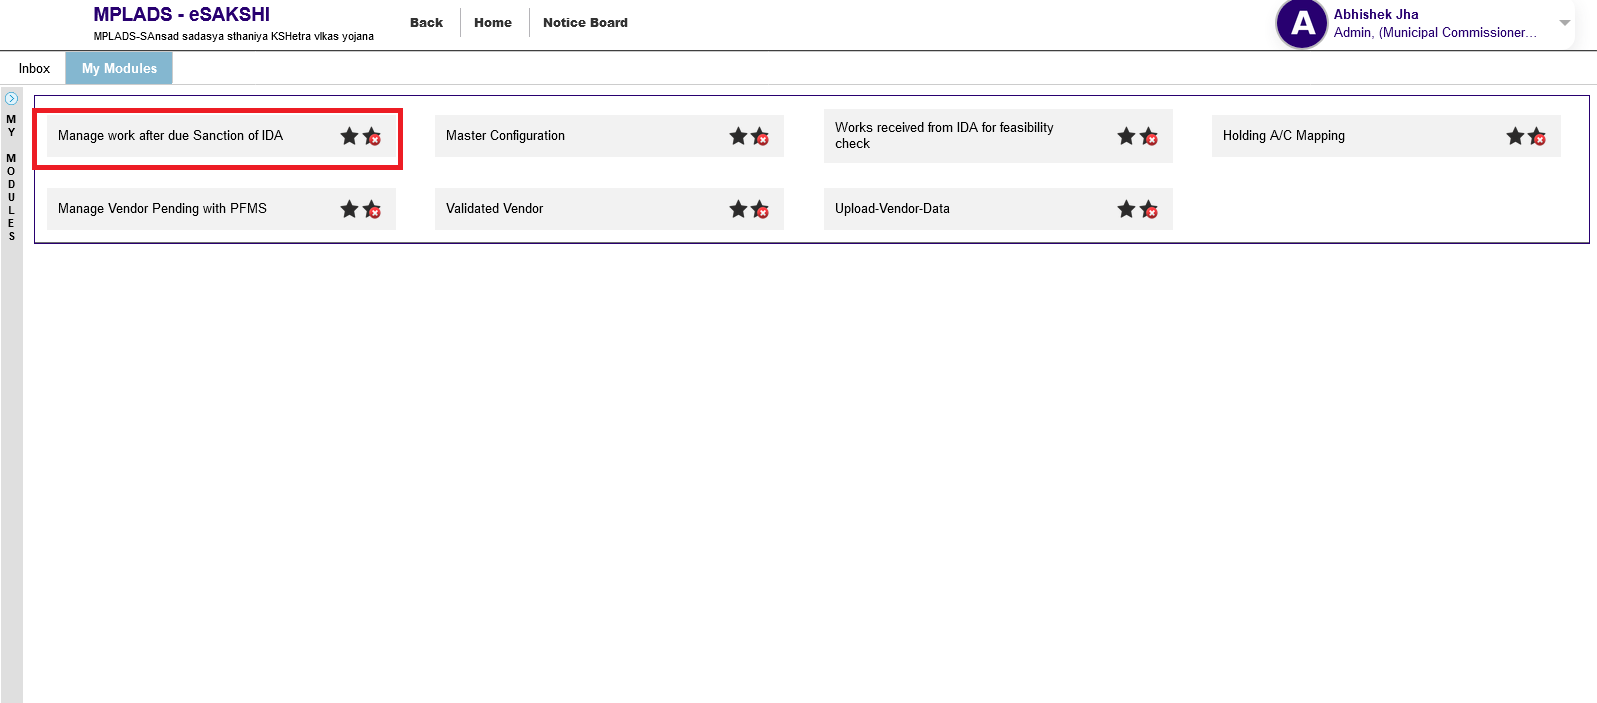 MPLADS - eSAKSHI
MPLADS-SAnsad sadasya sthaniya KSHetra vIkas yojana
Back
Home
Notice Board
A
Abhishek Jha
Admin, (Municipal Commissioner...
Inbox
My Modules
MY MODULES
Manage work after due Sanction of IDA
Master Configuration
Works received from IDA for feasibility
check
Holding A/C Mapping
Manage Vendor Pending with PFMS
Validated Vendor
Upload-Vendor-Data